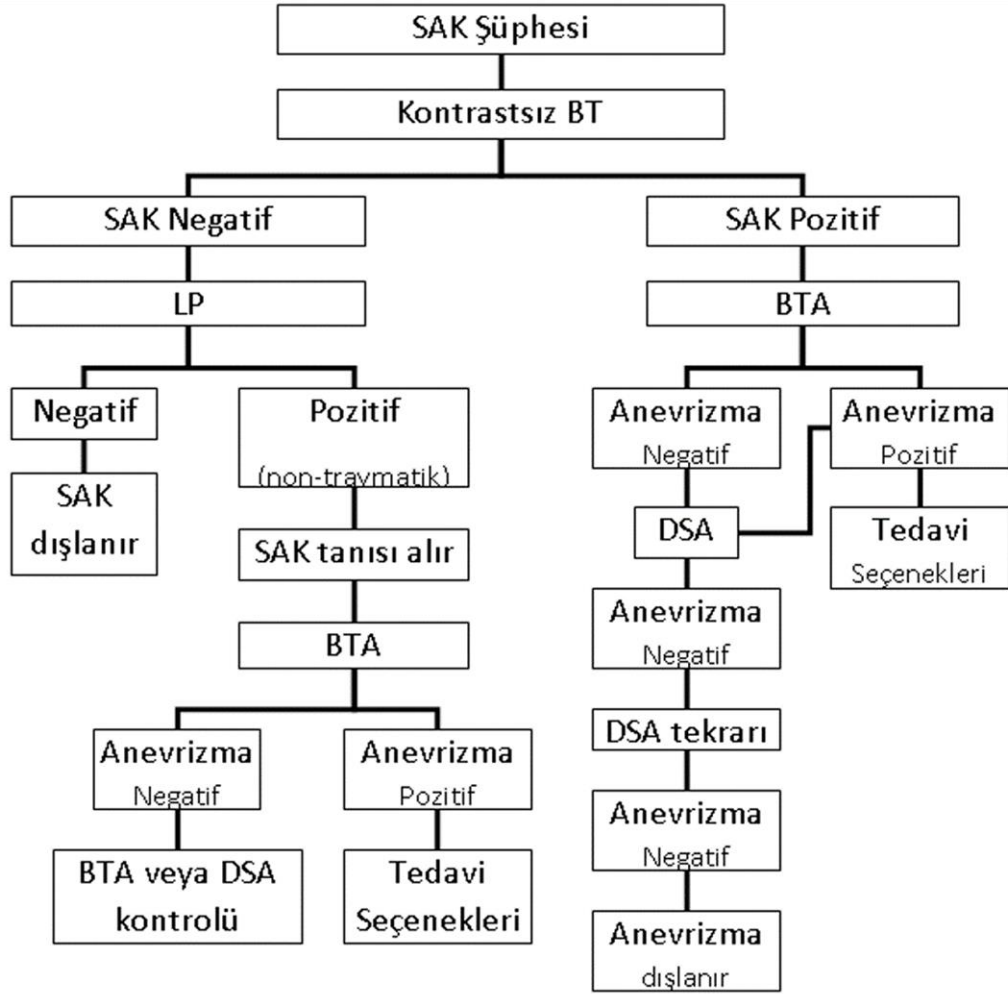 SAK Şüphesi
Kontrastsız BT
SAK Negatif
LP
Negatif
SAK
dışlanır
Pozitif
(non-travmatik)
SAK tanısı alır
BTA
Anevrizma
Negatif
BTA veya DSA
kontrolü
Anevrizma
Pozitif
Tedavi
Seçenekleri
SAK Pozitif
BTA
Anevrizma
Negatif
DSA
Anevrizma
Negatif
DSA tekrarı
Anevrizma
Negatif
Anevrizma
dışlanır
Anevrizma
Pozitif
Tedavi
Seçenekleri